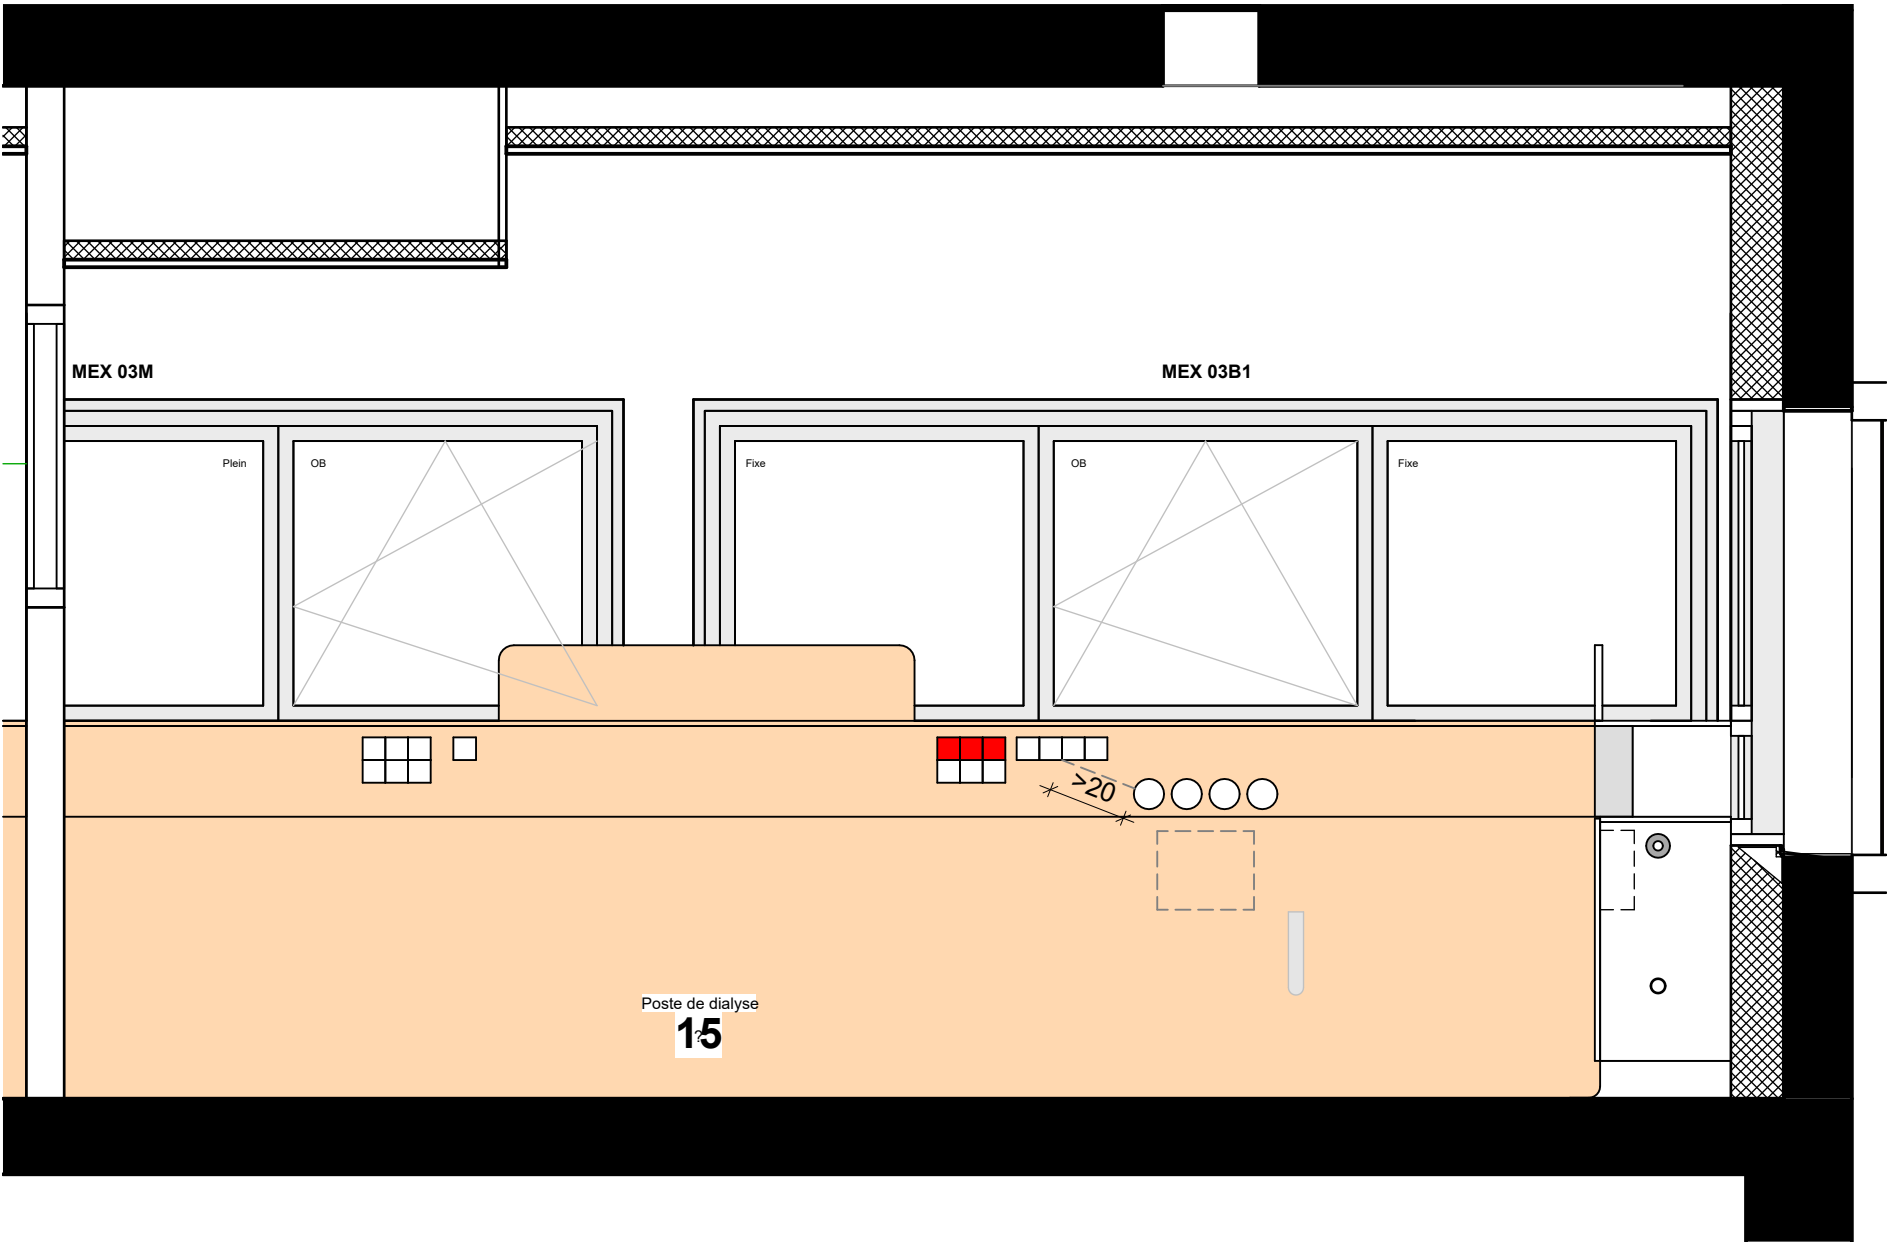 MEX 03M
MEX 03B1
Plein
OB
Fixe
OB
Fixe
>20
Poste de dialyse
15
?